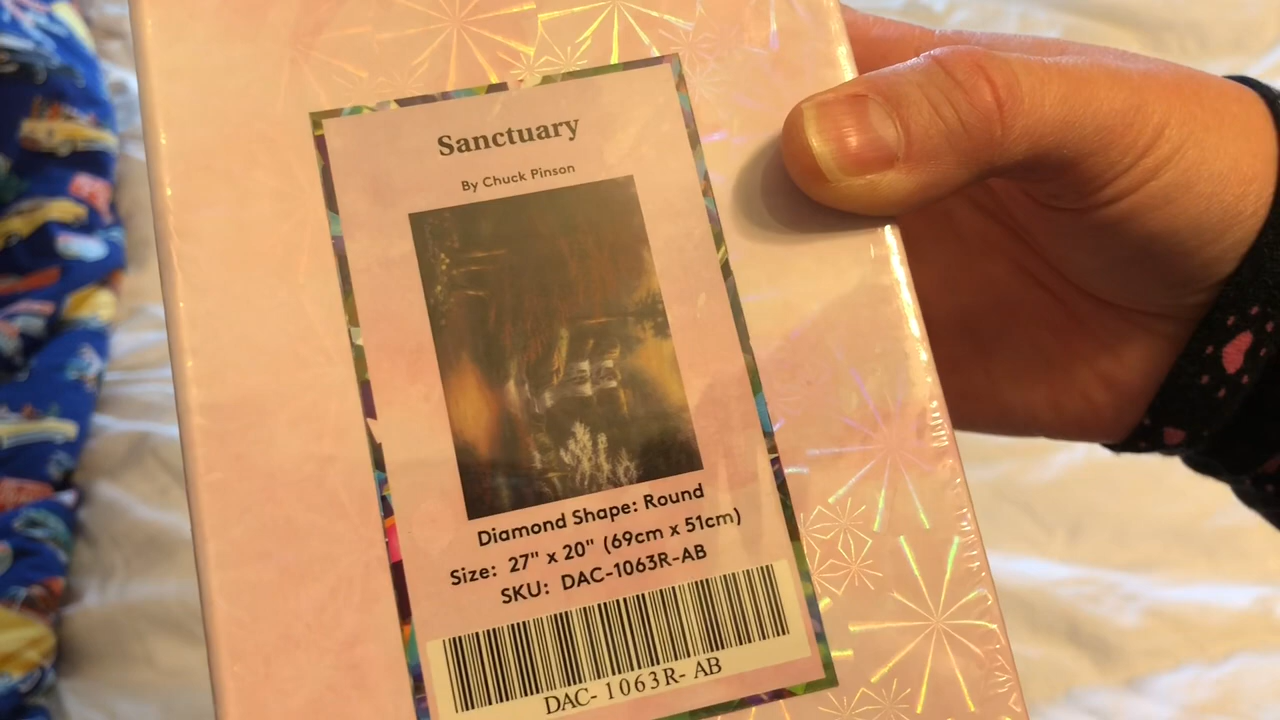 Sanctuary
By Chuck Pinson
Diamond Shape: Round
Size: 27" x 20" (69cm x 51cm)
SKU: DAC-1063R-AB
DAC- 1063R- AB